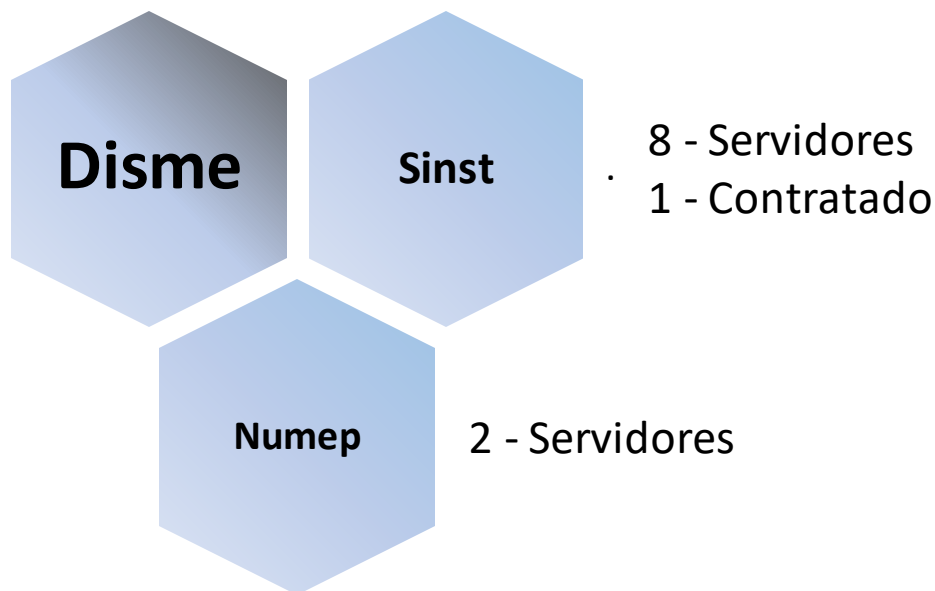 Disme
Sinst
.
8 - Servidores
1 - Contratado
Numep
2 - Servidores